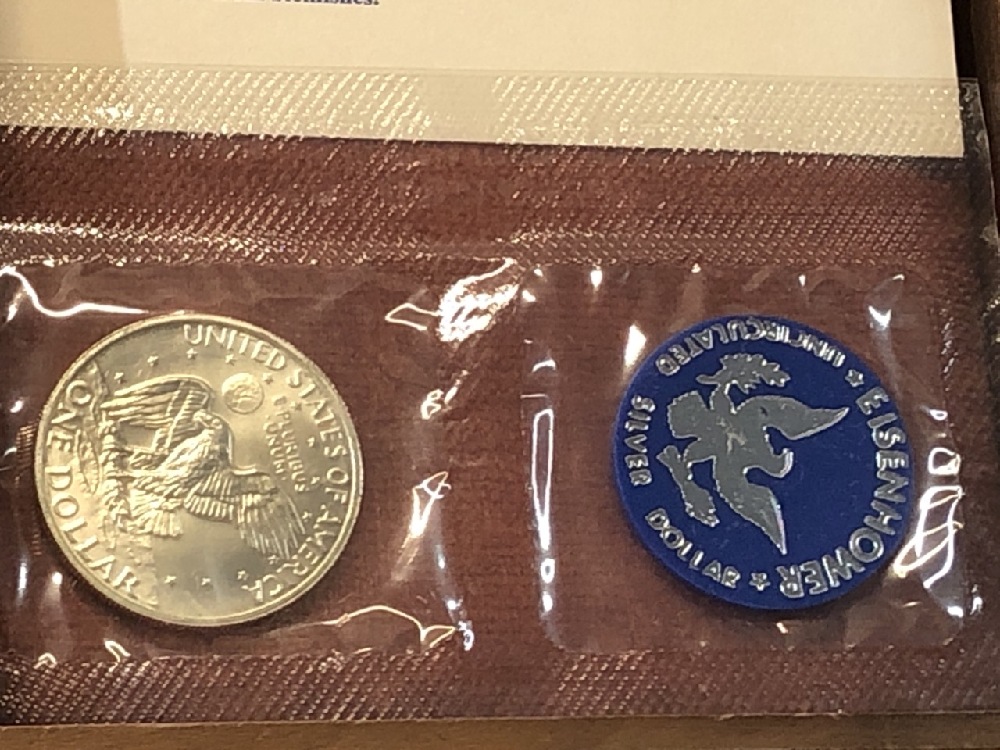 UNITED STATES OF AMERICA
E PLURIBUS
UNUM
ONE DOLLAR
EISENHOWER
UNCIRCULATED
SILVER
DOLLAR